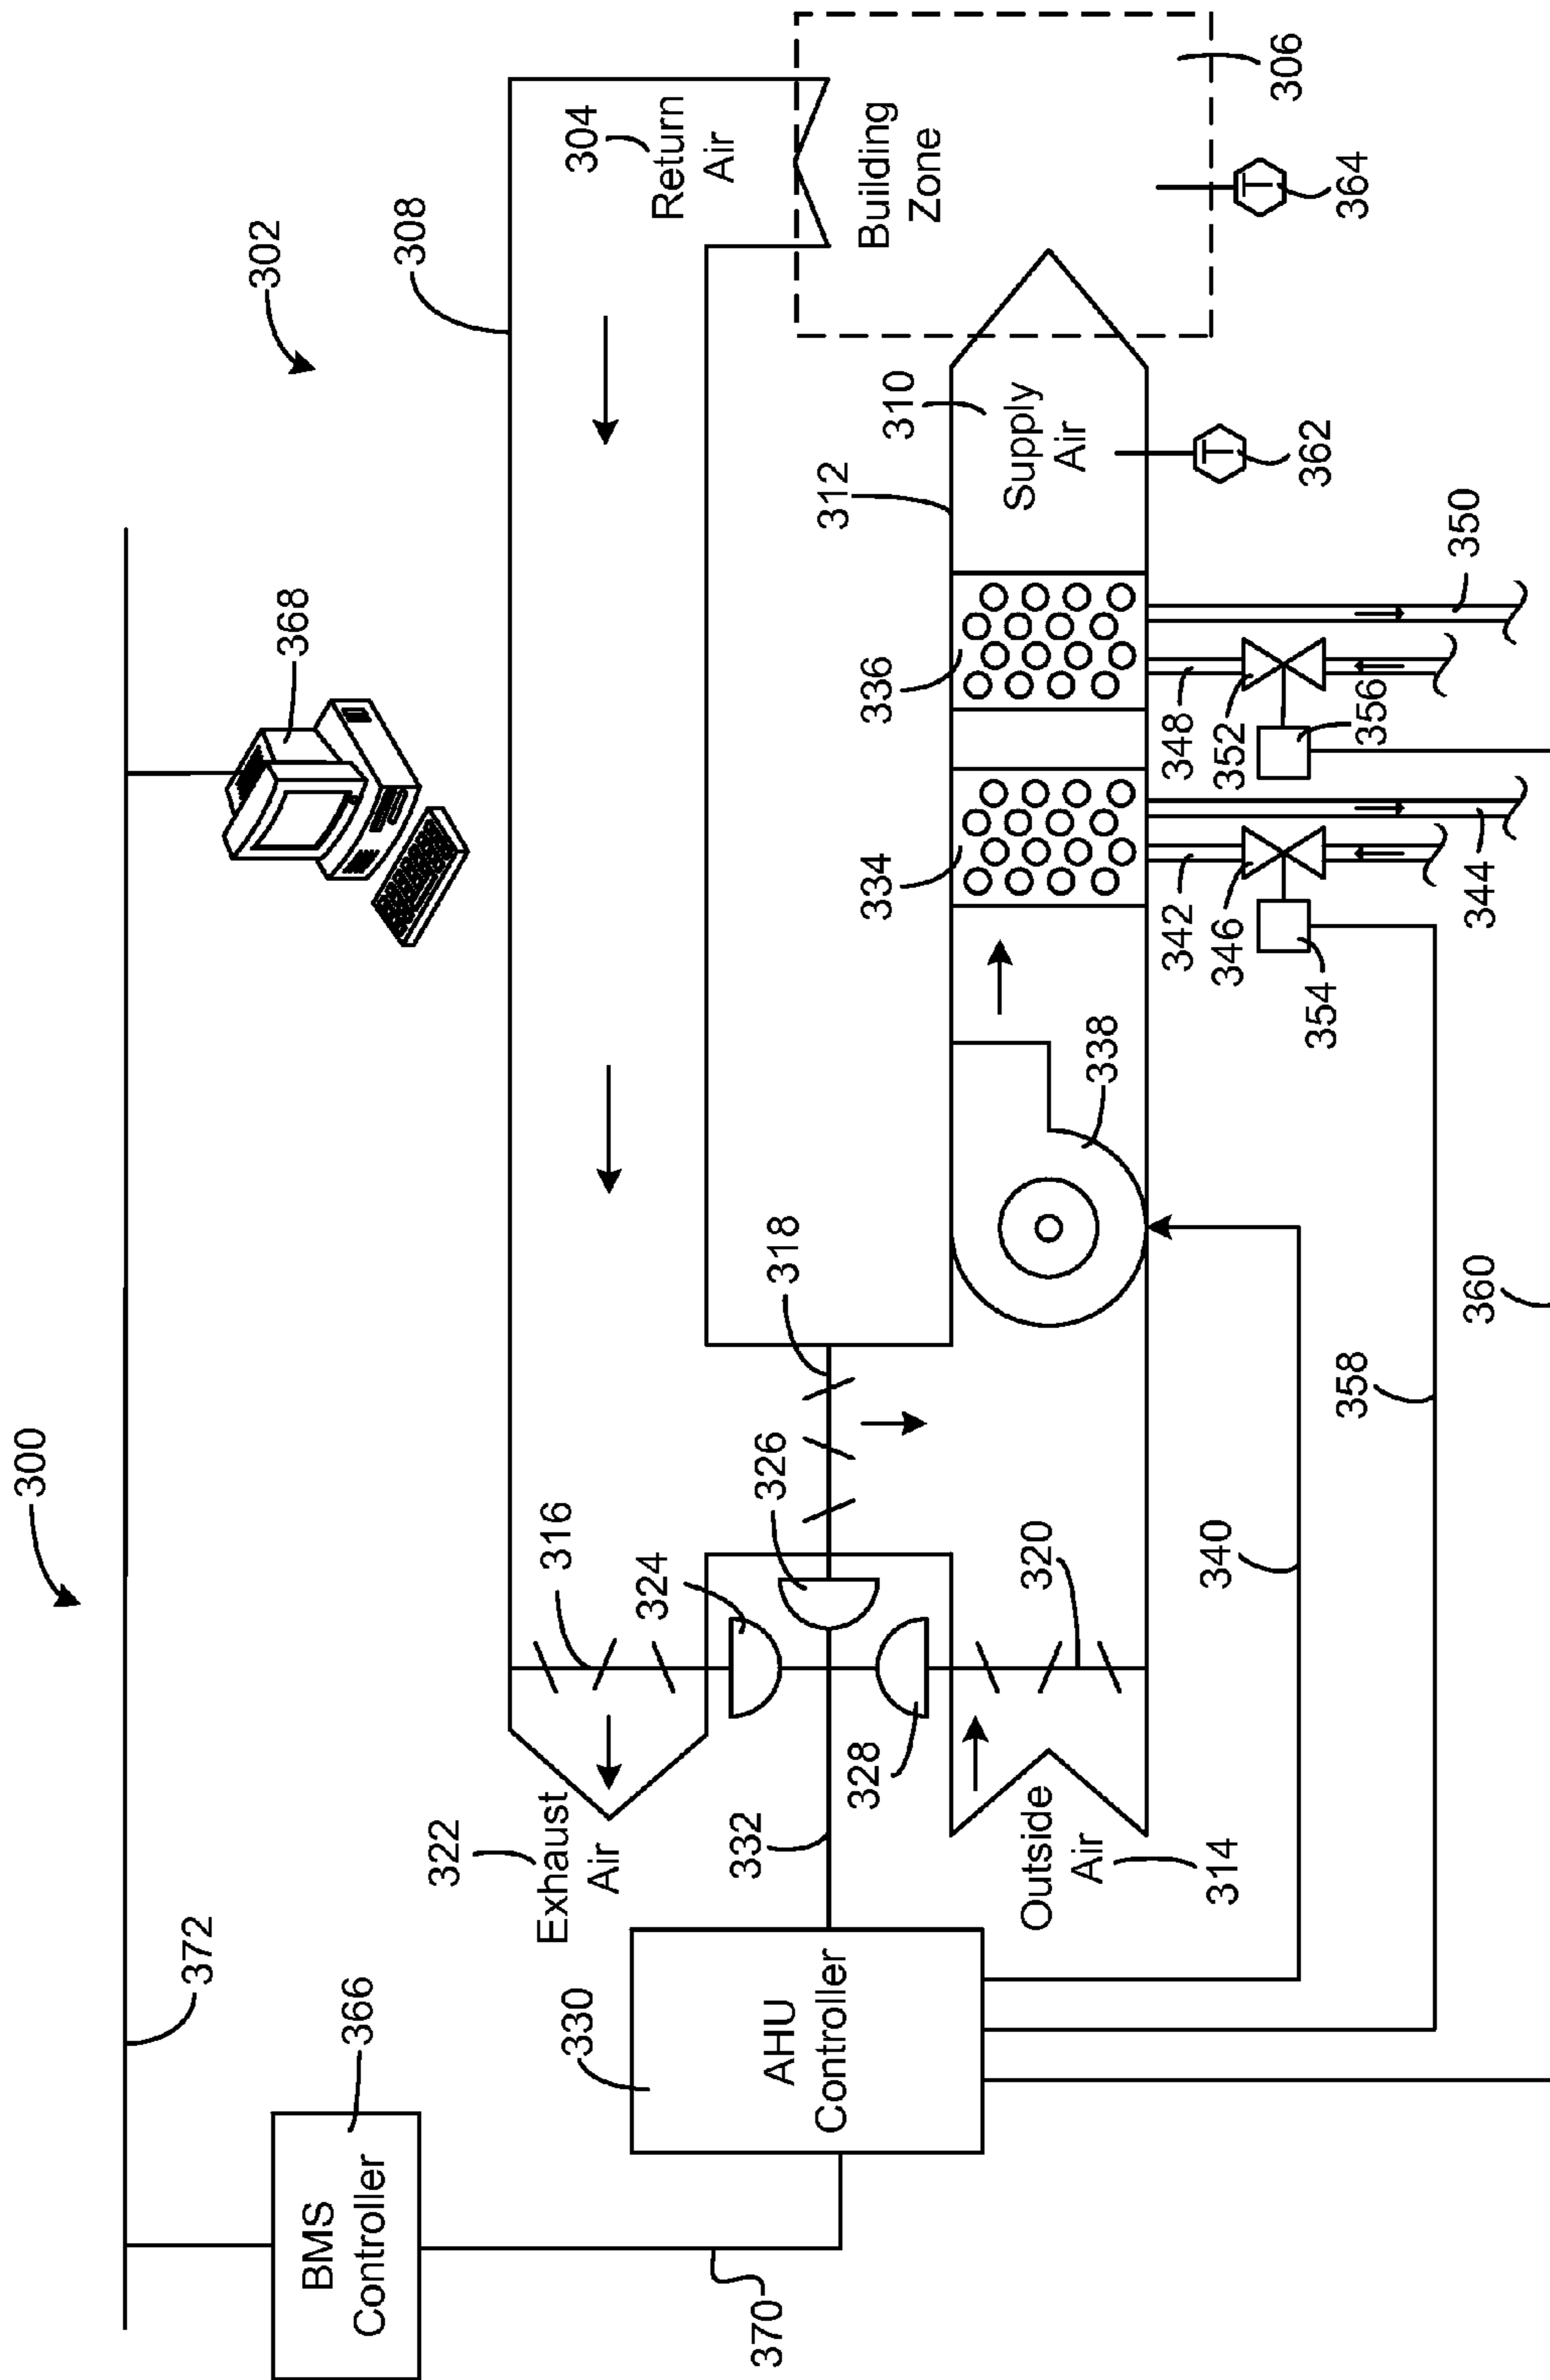 300
372
BMS
Controller
366
370
368
302
308
304
Return
Air
Building
Zone
306
364
322
Exhaust
Air
316
324
326
318
332
328
330
AHU
Controller
Outside
Air
314
320
338
340
334
336
312
310
Supply
Air
T
362
T
342
346
354
344
348
352
356
350
358
360